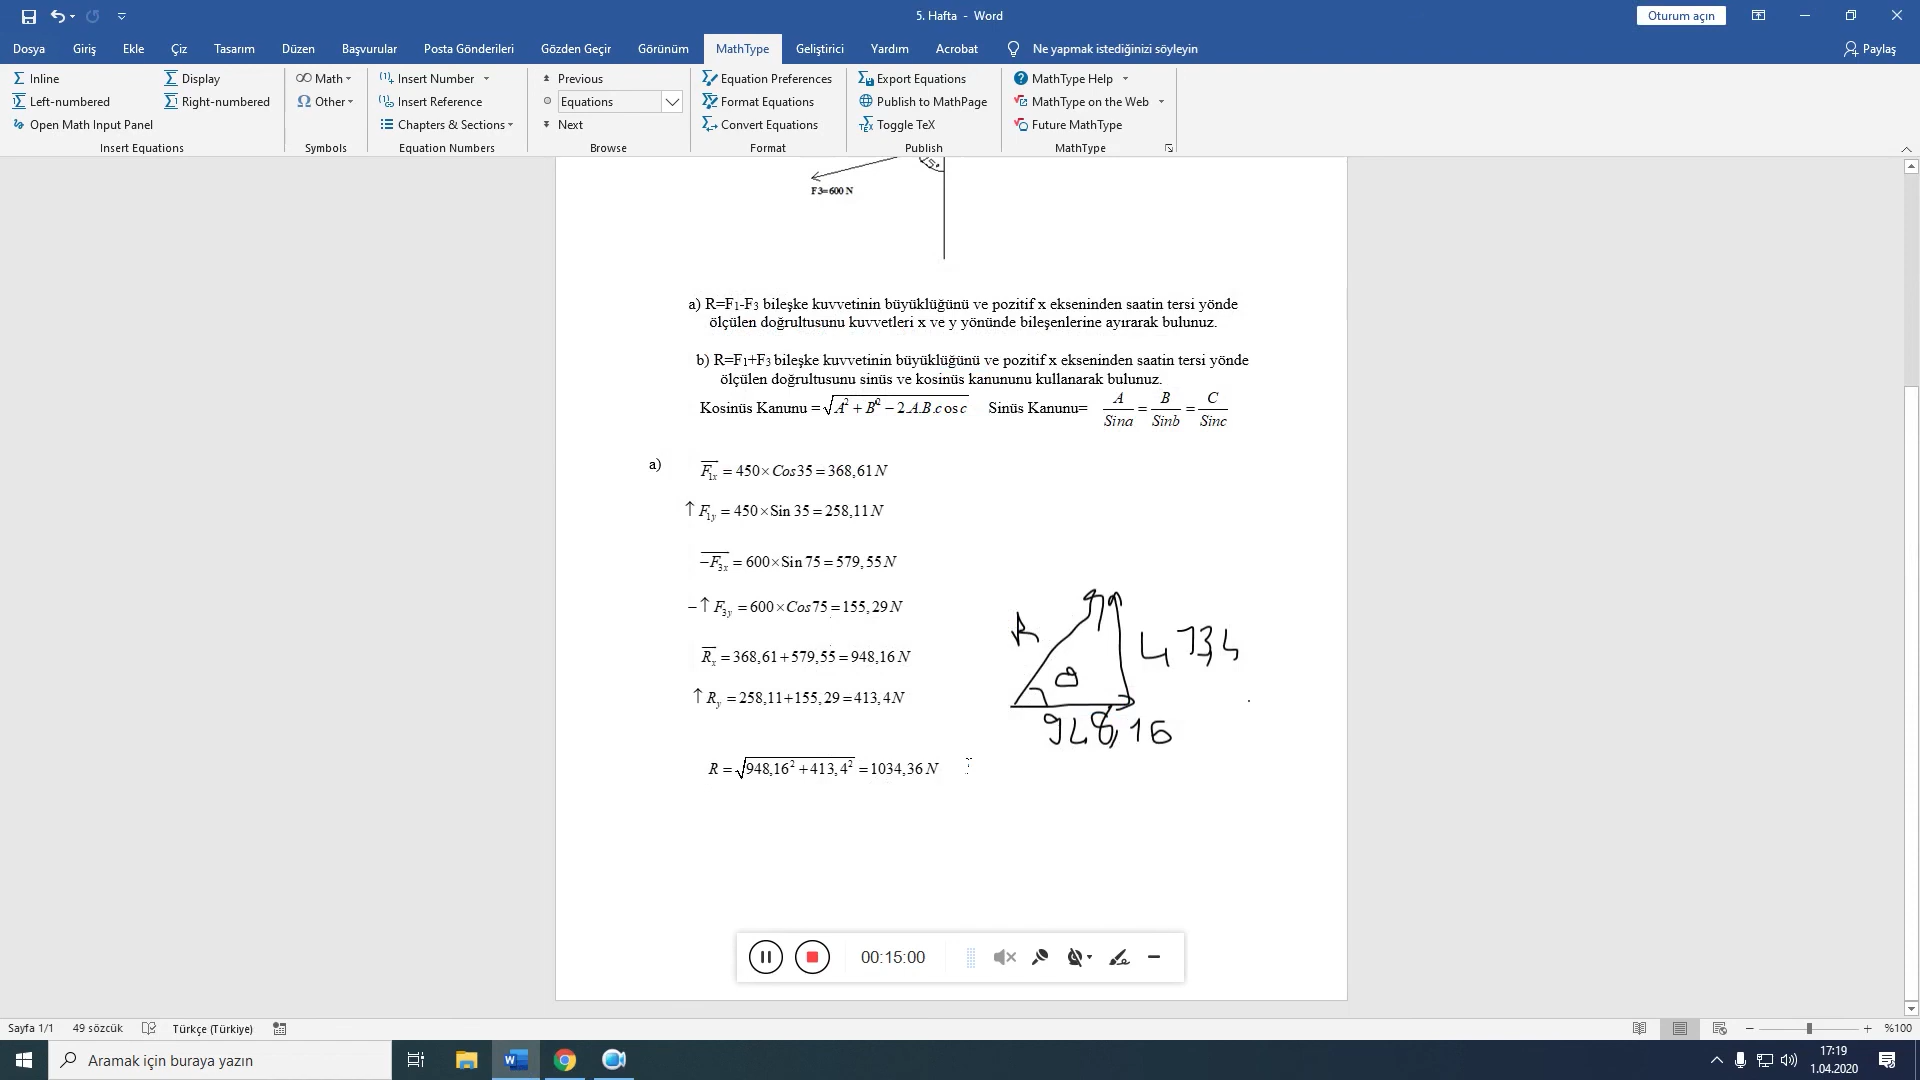 5. Hafta - Word
Oturum açın
Dosya Giriş Ekle Çiz Tasarım Düzen Başvurular Posta Gönderileri Gözden Geçir Görünüm MathType Geliştirici Yardım Acrobat Ne yapmak istediğinizi söyleyin Paylaş
Inline Display Math Insert Number Previous Equation Preferences Export Equations MathType Help
Left-numbered Right-numbered Other Insert Reference Equations Format Equations Publish to MathPage MathType on the Web
Open Math Input Panel Chapters & Sections Next Convert Equations Toggle TeX Future MathType
Insert Equations Symbols Equation Numbers Browse Format Publish MathType
F3=600 N
a) R=F1-F3 bileşke kuvvetinin büyüklüğünü ve pozitif x ekseninden saatin tersi yönde
ölçülen doğrultusunu kuvvetleri x ve y yönünde bileşenlerine ayırarak bulunuz.
b) R=F1+F3 bileşke kuvvetinin büyüklüğünü ve pozitif x ekseninden saatin tersi yönde
ölçülen doğrultusunu sinüs ve kosinüs kanununu kullanarak bulunuz.
Kosinüs Kanunu = √(A² + B² − 2.A.B.cosc) Sinüs Kanunu= A/Sina = B/Sinb = C/Sinc
a) F1x = 450×Cos35 = 368,61N
↑ F1y = 450×Sin 35 = 258,11N
−F3x = 600×Sin 75 = 579,55N
−↑ F3y = 600×Cos75 = 155,29N
R 473,4
θ
Rx = 368,61+579,55 = 948,16N
↑ Ry = 258,11+155,29 = 413,4N
948,16
R = √(948,16² + 413,4²) = 1034,36N
00:15:00
Sayfa 1/1 49 sözcük Türkçe (Türkiye) %100
Aramak için buraya yazın
17:19
1.04.2020